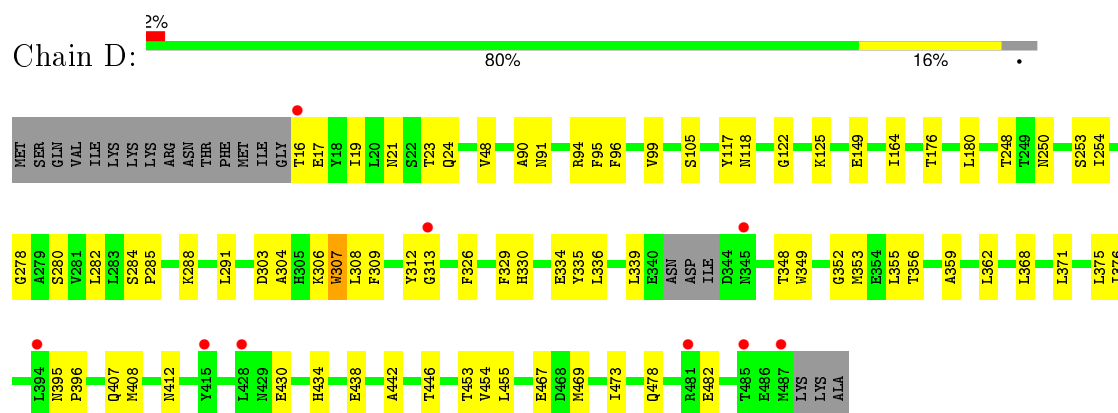 2%
Chain D:
80% 16% •
MET SER GLN VAL ILE LYS LYS LYS ARG ASN THR PHE MET ILE GLY T16 E17 Y18 I19 L20 N21 S22 T23 Q24 V48 A90 N91 R94 F95 F96 V99 S105 Y117 N118 G122 K125 E149 I164 T176 L180 T248 T249 N250 S253 I254
G278 A279 S280 V281 L282 L283 S284 P285 K288 L291 D303 A304 H305 K306 W307 L308 F309 Y312 G313 F326 F329 H330 E334 Y335 L336 L339 E340 ASN ASP ILE D344 N345 T348 W349 G352 M353 E354 L355 T356 A359 L362 L368 L371 L375
L394 N395 P396 Q407 M408 N412 Y415 L428 N429 E430 H434 E438 A442 T446 T453 V454 L455 E467 D468 M469 I473 Q478 R481 E482 T485 E486 M487 LYS LYS ALA